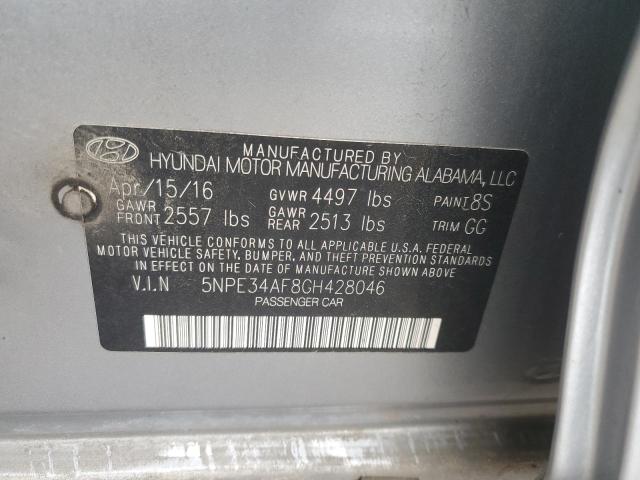 MANUFACTURED BY
HYUNDAI MOTOR MANUFACTURING ALABAMA, LLC
Apr/15/16 GVWR 4497 lbs PAINT 8S
GAWR FRONT 2557 lbs GAWR REAR 2513 lbs TRIM GG
THIS VEHICLE CONFORMS TO ALL APPLICABLE U.S.A. FEDERAL
MOTOR VEHICLE SAFETY, BUMPER, AND THEFT PREVENTION STANDARDS
IN EFFECT ON THE DATE OF MANUFACTURE SHOWN ABOVE.
V.I.N 5NPE34AF8GH428046
PASSENGER CAR